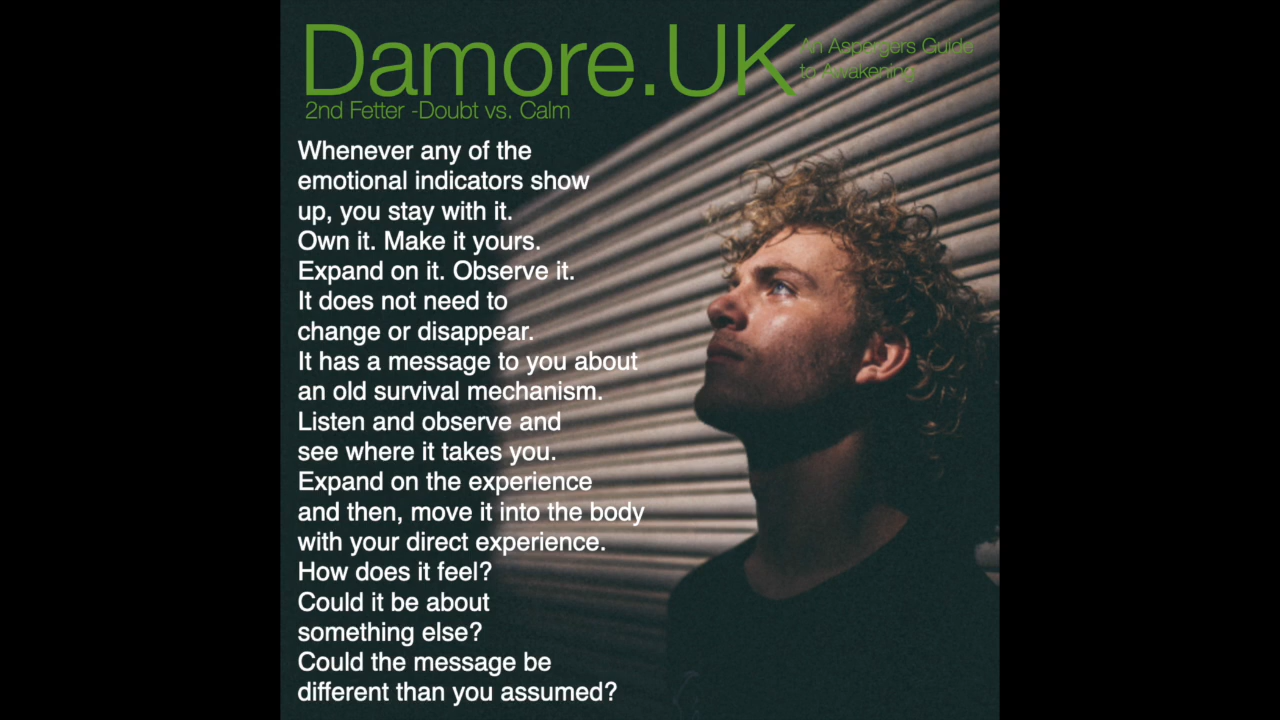 Damore.UK
An Aspergers Guide
to Awakening
2nd Fetter -Doubt vs. Calm
Whenever any of the
emotional indicators show
up, you stay with it.
Own it. Make it yours.
Expand on it. Observe it.
It does not need to
change or disappear.
It has a message to you about
an old survival mechanism.
Listen and observe and
see where it takes you.
Expand on the experience
and then, move it into the body
with your direct experience.
How does it feel?
Could it be about
something else?
Could the message be
different than you assumed?